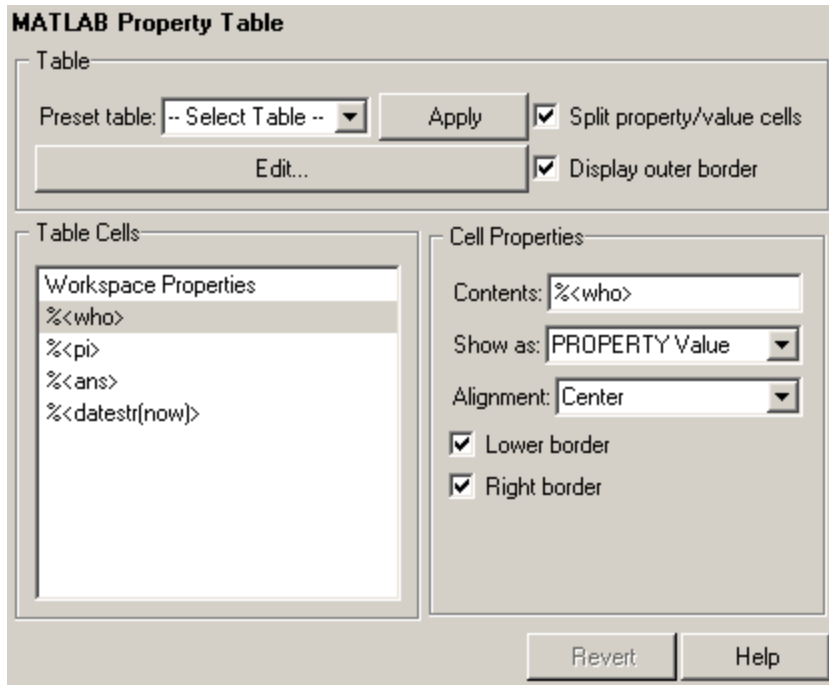 MATLAB Property Table
Table
Preset table: -- Select Table -- Apply Split property/value cells
Edit... Display outer border
Table Cells
Workspace Properties
%<who>
%<pi>
%<ans>
%<datestr(now)>
Cell Properties
Contents: %<who>
Show as: PROPERTY Value
Alignment: Center
Lower border
Right border
Revert Help